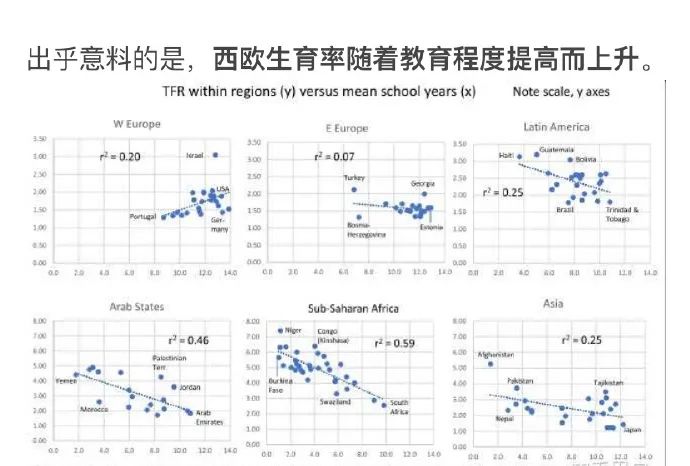 出乎意料的是，西欧生育率随着教育程度提高而上升。
TFR within regions (y) versus mean school years (x) Note scale, y axes
W Europe
3.50
3.00
2.50
2.00
1.50
1.00
0.50
0.00
r² = 0.20
Israel
USA
Portugal
Ger-
many
0.0 2.0 4.0 6.0 8.0 10.0 12.0 14.0
E Europe
3.50
3.00
2.50
2.00
1.50
1.00
0.50
0.00
r² = 0.07
Turkey
Georgia
Bosnia-
Herzegovina
Estonia
0.0 2.0 4.0 6.0 8.0 10.0 12.0 14.0
Latin America
3.50
3.00
2.50
2.00
1.50
1.00
0.50
0.00
Haiti
Guatemala
Bolivia
r² = 0.25
Brazil
Trinidad &
Tobago
0.0 2.0 4.0 6.0 8.0 10.0 12.0 14.0
Arab States
8.00
7.00
6.00
5.00
4.00
3.00
2.00
1.00
0.00
r² = 0.46
Palestinian
Terr
Yemen
Jordan
Morocco
Arab
Emirates
0.0 2.0 4.0 6.0 8.0 10.0 12.0 14.0
Sub-Saharan Africa
8.00
7.00
6.00
5.00
4.00
3.00
2.00
1.00
0.00
Niger
Congo
(Kinshasa)
r² = 0.59
Burkina
Faso
Swaziland
South
Africa
0.0 2.0 4.0 6.0 8.0 10.0 12.0 14.0
Asia
8.00
7.00
6.00
5.00
4.00
3.00
2.00
1.00
0.00
r² = 0.25
Afghanistan
Pakistan
Tajikistan
Nepal
Japan
0.0 2.0 4.0 6.0 8.0 10.0 12.0 14.0